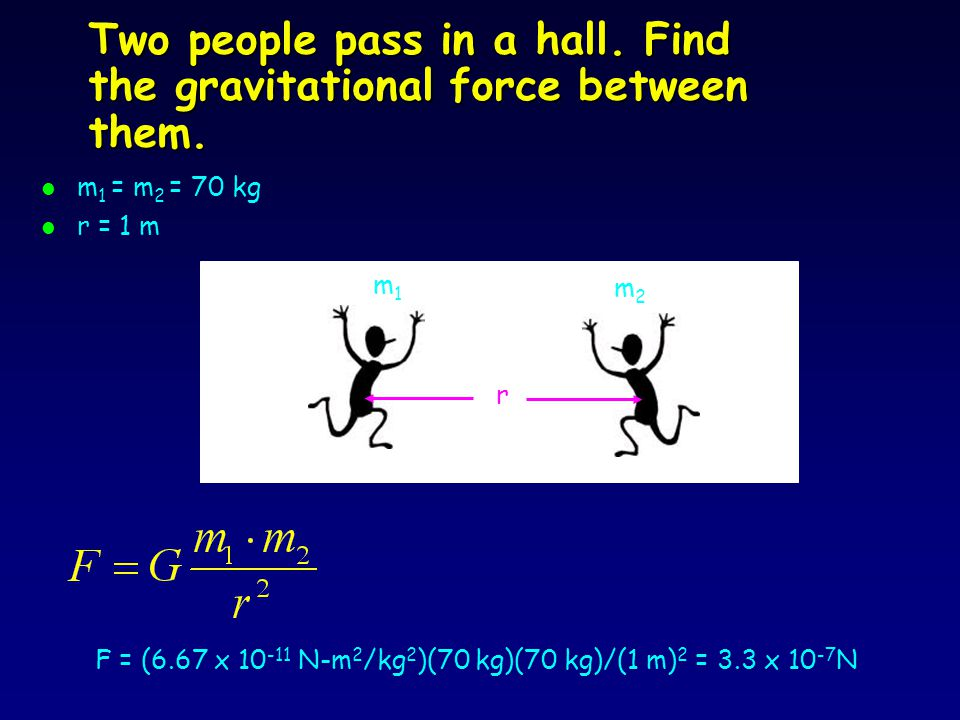 Two people pass in a hall. Find
the gravitational force between
them.
m₁ = m₂ = 70 kg
r = 1 m
m₁ m₂
r
F = G m₁ · m₂ / r²
F = (6.67 x 10⁻¹¹ N-m²/kg²)(70 kg)(70 kg)/(1 m)² = 3.3 x 10⁻⁷N